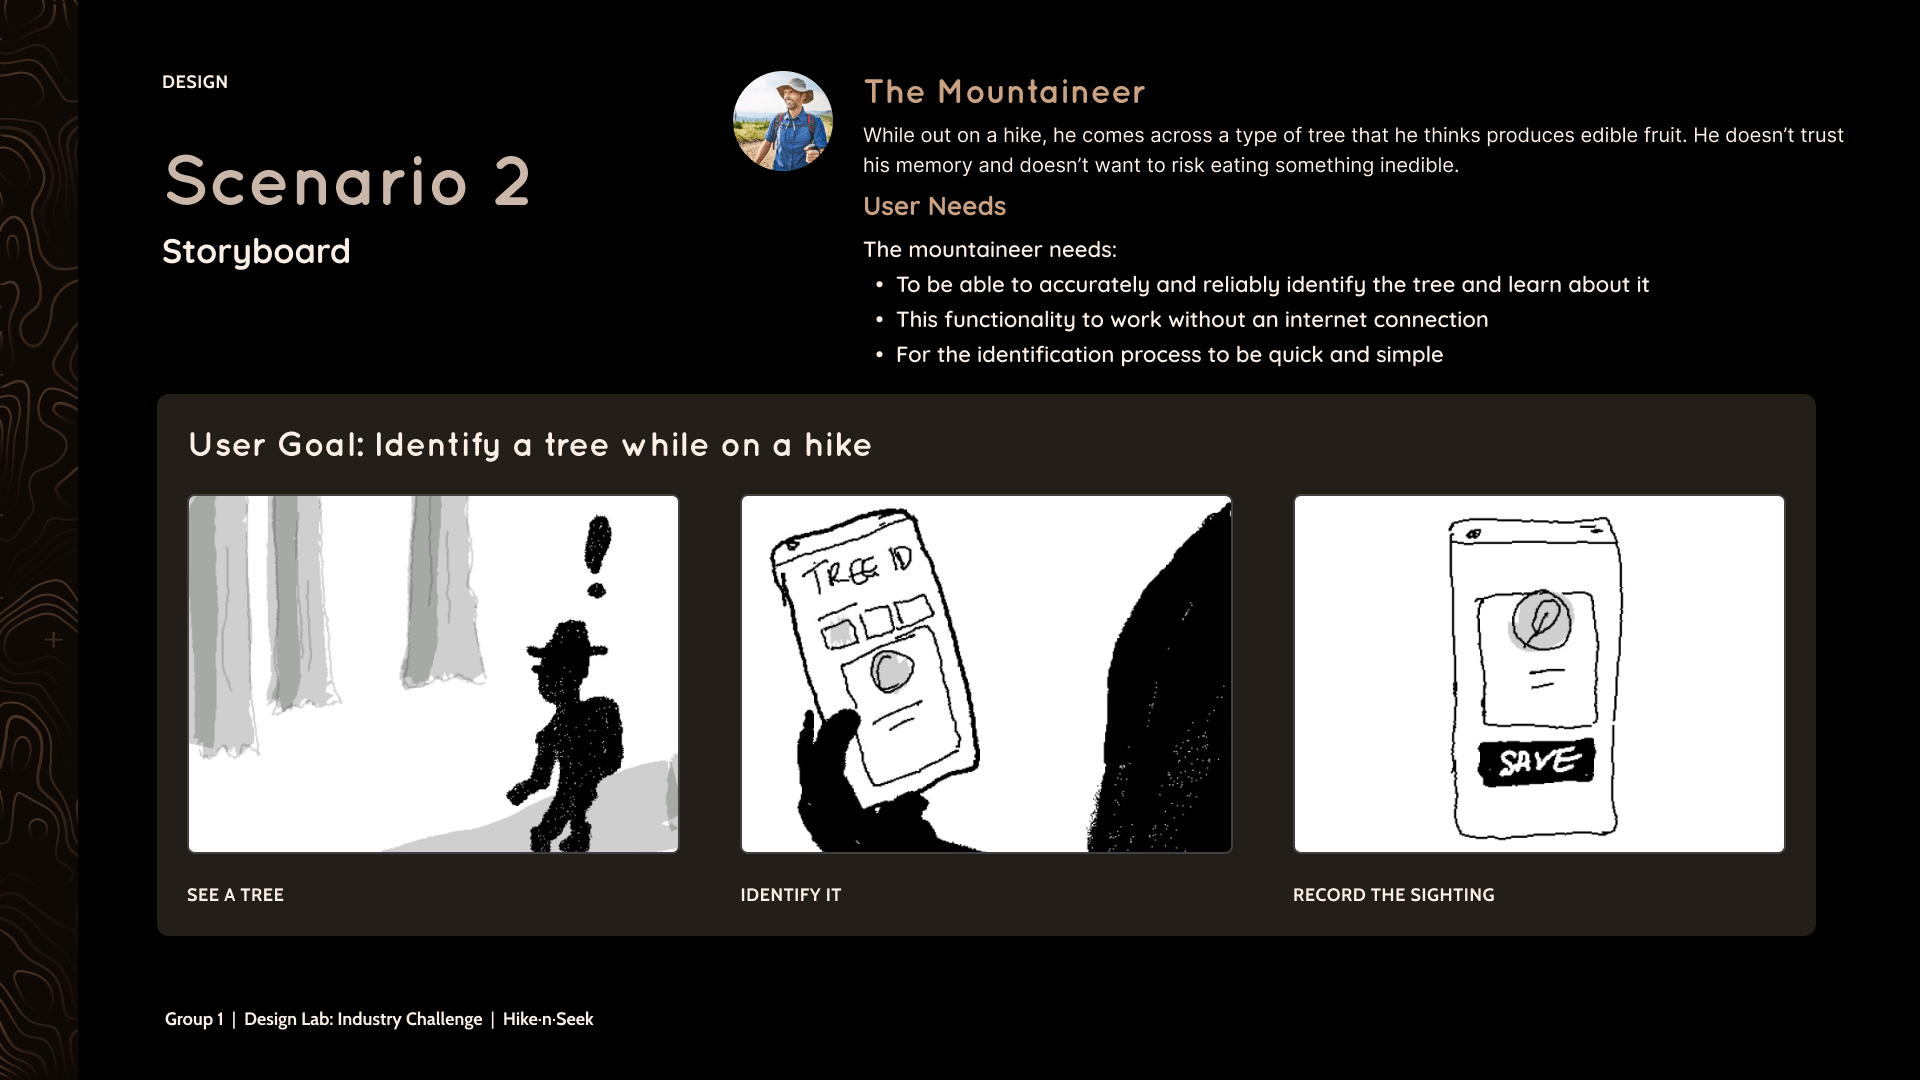 DESIGN
Scenario 2
Storyboard
The Mountaineer
While out on a hike, he comes across a type of tree that he thinks produces edible fruit. He doesn’t trust
his memory and doesn’t want to risk eating something inedible.
User Needs
The mountaineer needs:
• To be able to accurately and reliably identify the tree and learn about it
• This functionality to work without an internet connection
• For the identification process to be quick and simple
User Goal: Identify a tree while on a hike
!
TREE ID
SAVE
SEE A TREE
IDENTIFY IT
RECORD THE SIGHTING
Group 1 | Design Lab: Industry Challenge | Hike·n·Seek